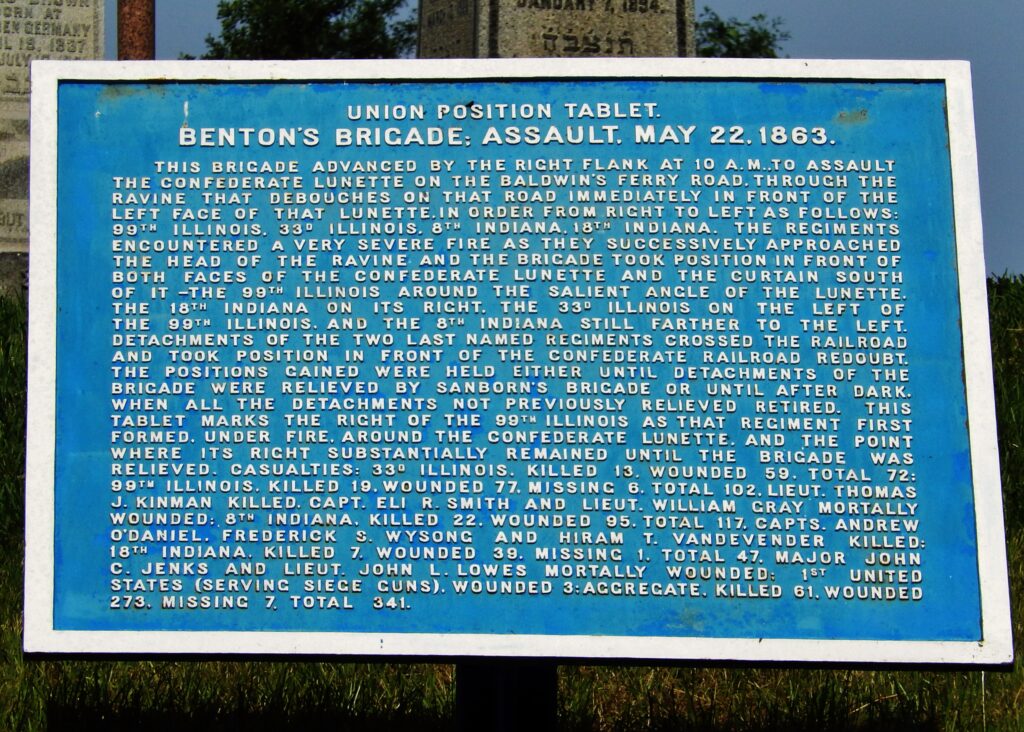 BORN AT
EN GERMANY
JANUARY 7, 1894.
UNION POSITION TABLET.
BENTON'S BRIGADE; ASSAULT, MAY 22, 1863.
THIS BRIGADE ADVANCED BY THE RIGHT FLANK AT 10 A.M., TO ASSAULT
THE CONFEDERATE LUNETTE ON THE BALDWIN'S FERRY ROAD, THROUGH THE
RAVINE THAT DEBOUCHES ON THAT ROAD IMMEDIATELY IN FRONT OF THE
LEFT FACE OF THAT LUNETTE, IN ORDER FROM RIGHT TO LEFT AS FOLLOWS:
99TH ILLINOIS, 33D ILLINOIS, 8TH INDIANA, 18TH INDIANA. THE REGIMENTS
ENCOUNTERED A VERY SEVERE FIRE AS THEY SUCCESSIVELY APPROACHED
THE HEAD OF THE RAVINE AND THE BRIGADE TOOK POSITION IN FRONT OF
BOTH FACES OF THE CONFEDERATE LUNETTE AND THE CURTAIN SOUTH
OF IT—THE 99TH ILLINOIS AROUND THE SALIENT ANGLE OF THE LUNETTE,
THE 18TH INDIANA ON ITS RIGHT, THE 33D ILLINOIS ON THE LEFT OF
THE 99TH ILLINOIS, AND THE 8TH INDIANA STILL FARTHER TO THE LEFT.
DETACHMENTS OF THE TWO LAST NAMED REGIMENTS CROSSED THE RAILROAD
AND TOOK POSITION IN FRONT OF THE CONFEDERATE RAILROAD REDOUBT.
THE POSITIONS GAINED WERE HELD EITHER UNTIL DETACHMENTS OF THE
BRIGADE WERE RELIEVED BY SANBORN'S BRIGADE OR UNTIL AFTER DARK,
WHEN ALL THE DETACHMENTS NOT PREVIOUSLY RELIEVED RETIRED. THIS
TABLET MARKS THE RIGHT OF THE 99TH ILLINOIS AS THAT REGIMENT FIRST
FORMED, UNDER FIRE, AROUND THE CONFEDERATE LUNETTE, AND THE POINT
WHERE ITS RIGHT SUBSTANTIALLY REMAINED UNTIL THE BRIGADE WAS
RELIEVED. CASUALTIES: 33D ILLINOIS, KILLED 13, WOUNDED 59, TOTAL 72;
99TH ILLINOIS, KILLED 19, WOUNDED 77, MISSING 6, TOTAL 102, LIEUT. THOMAS
J. KINMAN KILLED, CAPT. ELI R. SMITH AND LIEUT. WILLIAM GRAY MORTALLY
WOUNDED; 8TH INDIANA, KILLED 22, WOUNDED 95, TOTAL 117, CAPTS. ANDREW
O'DANIEL, FREDERICK S. WYSONG AND HIRAM T. VANDEVENDER KILLED;
18TH INDIANA, KILLED 7, WOUNDED 39, MISSING 1, TOTAL 47, MAJOR JOHN
C. JENKS AND LIEUT. JOHN L. LOWES MORTALLY WOUNDED; 1ST UNITED
STATES (SERVING SIEGE GUNS), WOUNDED 3; AGGREGATE, KILLED 61, WOUNDED
273, MISSING 7, TOTAL 341.